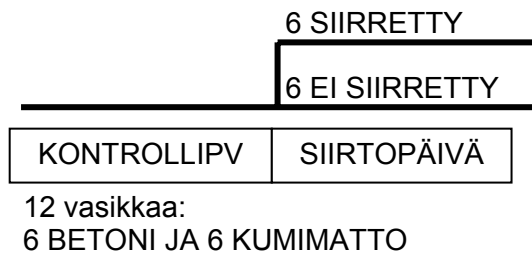 6 SIIRRETTY
6 EI SIIRRETTY
KONTROLLIPV SIIRTOPÄIVÄ
12 vasikkaa:
6 BETONI JA 6 KUMIMATTO